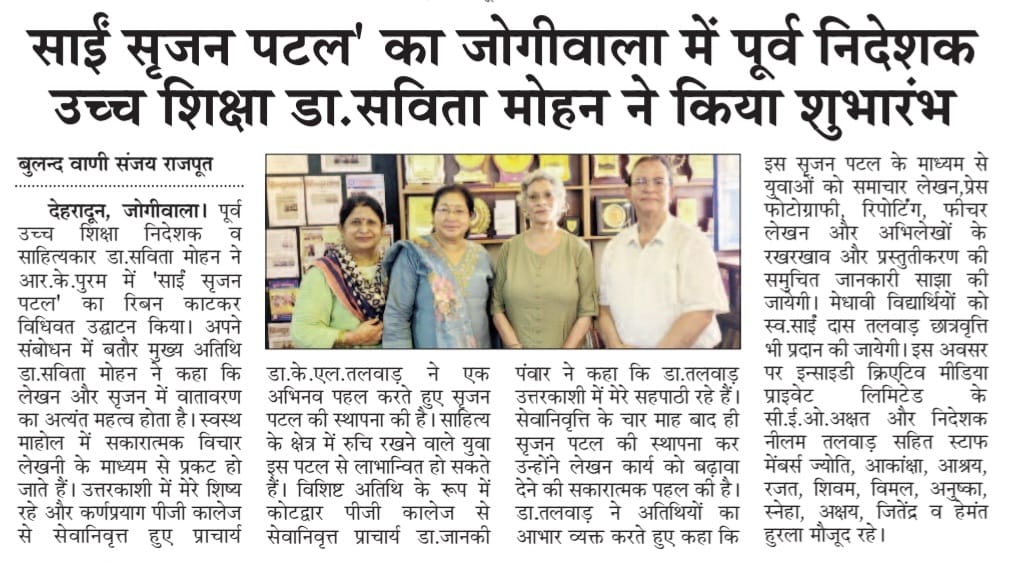 साईं सृजन पटल' का जोगीवाला में पूर्व निदेशक
उच्च शिक्षा डा.सविता मोहन ने किया शुभारंभ
बुलन्द वाणी संजय राजपूत
देहरादून, जोगीवाला। पूर्व
उच्च शिक्षा निदेशक व
साहित्यकार डा.सविता मोहन ने
आर.के.पुरम में 'साईं सृजन
पटल' का रिबन काटकर
विधिवत उद्घाटन किया। अपने
संबोधन में बतौर मुख्य अतिथि
डा.सविता मोहन ने कहा कि
लेखन और सृजन में वातावरण
का अत्यंत महत्व होता है। स्वस्थ
माहोल में सकारात्मक विचार
लेखनी के माध्यम से प्रकट हो
जाते हैं। उत्तरकाशी में मेरे शिष्य
रहे और कर्णप्रयाग पीजी कालेज
से सेवानिवृत्त हुए प्राचार्य
डा.के.एल.तलवाड़ ने एक
अभिनव पहल करते हुए सृजन
पटल की स्थापना की है। साहित्य
के क्षेत्र में रुचि रखने वाले युवा
इस पटल से लाभान्वित हो सकते
हैं। विशिष्ट अतिथि के रूप में
कोटद्वार पीजी कालेज से
सेवानिवृत्त प्राचार्य डा.जानकी
पंवार ने कहा कि डा.तलवाड़
उत्तरकाशी में मेरे सहपाठी रहे हैं।
सेवानिवृत्ति के चार माह बाद ही
सृजन पटल की स्थापना कर
उन्होंने लेखन कार्य को बढ़ावा
देने की सकारात्मक पहल की है।
डा.तलवाड़ ने अतिथियों का
आभार व्यक्त करते हुए कहा कि
इस सृजन पटल के माध्यम से
युवाओं को समाचार लेखन,प्रेस
फोटोग्राफी, रिपोर्टिंग, फीचर
लेखन और अभिलेखों के
रखरखाव और प्रस्तुतीकरण की
समुचित जानकारी साझा की
जायेगी। मेधावी विद्यार्थियों को
स्व.साईं दास तलवाड़ छात्रवृत्ति
भी प्रदान की जायेगी। इस अवसर
पर इन्साइडी क्रिएटिव मीडिया
प्राइवेट लिमिटेड के
सी.ई.ओ.अक्षत और निदेशक
नीलम तलवाड़ सहित स्टाफ
मेंबर्स ज्योति, आकांक्षा, आश्रय,
रजत, शिवम, विमल, अनुष्का,
स्नेहा, अक्षय, जितेंद्र व हेमंत
हुरला मौजूद रहे।